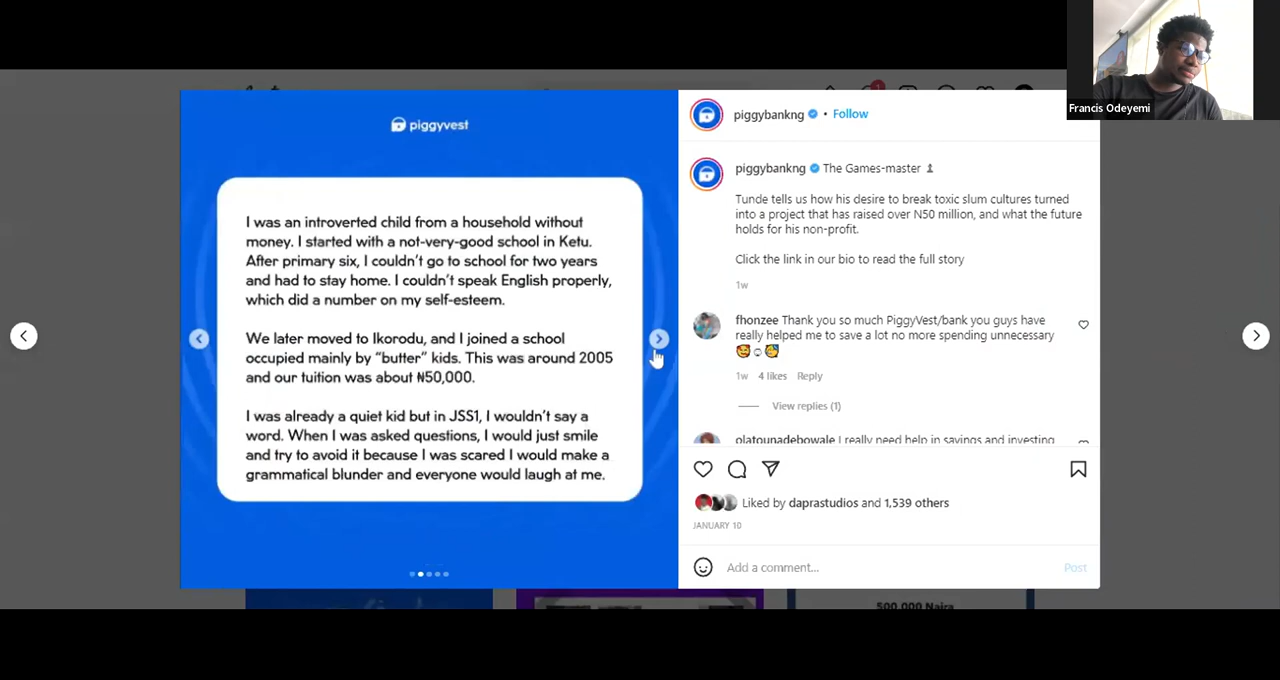 Francis Odeyemi
piggyvest
I was an introverted child from a household without
money. I started with a not-very-good school in Ketu.
After primary six, I couldn't go to school for two years
and had to stay home. I couldn't speak English properly,
which did a number on my self-esteem.
We later moved to Ikorodu, and I joined a school
occupied mainly by "butter" kids. This was around 2005
and our tuition was about ₦50,000.
I was already a quiet kid but in JSS1, I wouldn't say a
word. When I was asked questions, I would just smile
and try to avoid it because I was scared I would make a
grammatical blunder and everyone would laugh at me.
piggybankng • Follow
piggybankng The Games-master
Tunde tells us how his desire to break toxic slum cultures turned
into a project that has raised over N50 million, and what the future
holds for his non-profit.
Click the link in our bio to read the full story
1w
fhonzee Thank you so much PiggyVest/bank you guys have
really helped me to save a lot no more spending unnecessary
1w 4 likes Reply
View replies (1)
olatounadebowale I really need help in savings and investing
Liked by daprastudios and 1,539 others
JANUARY 10
Add a comment...
Post
500,000 Naira